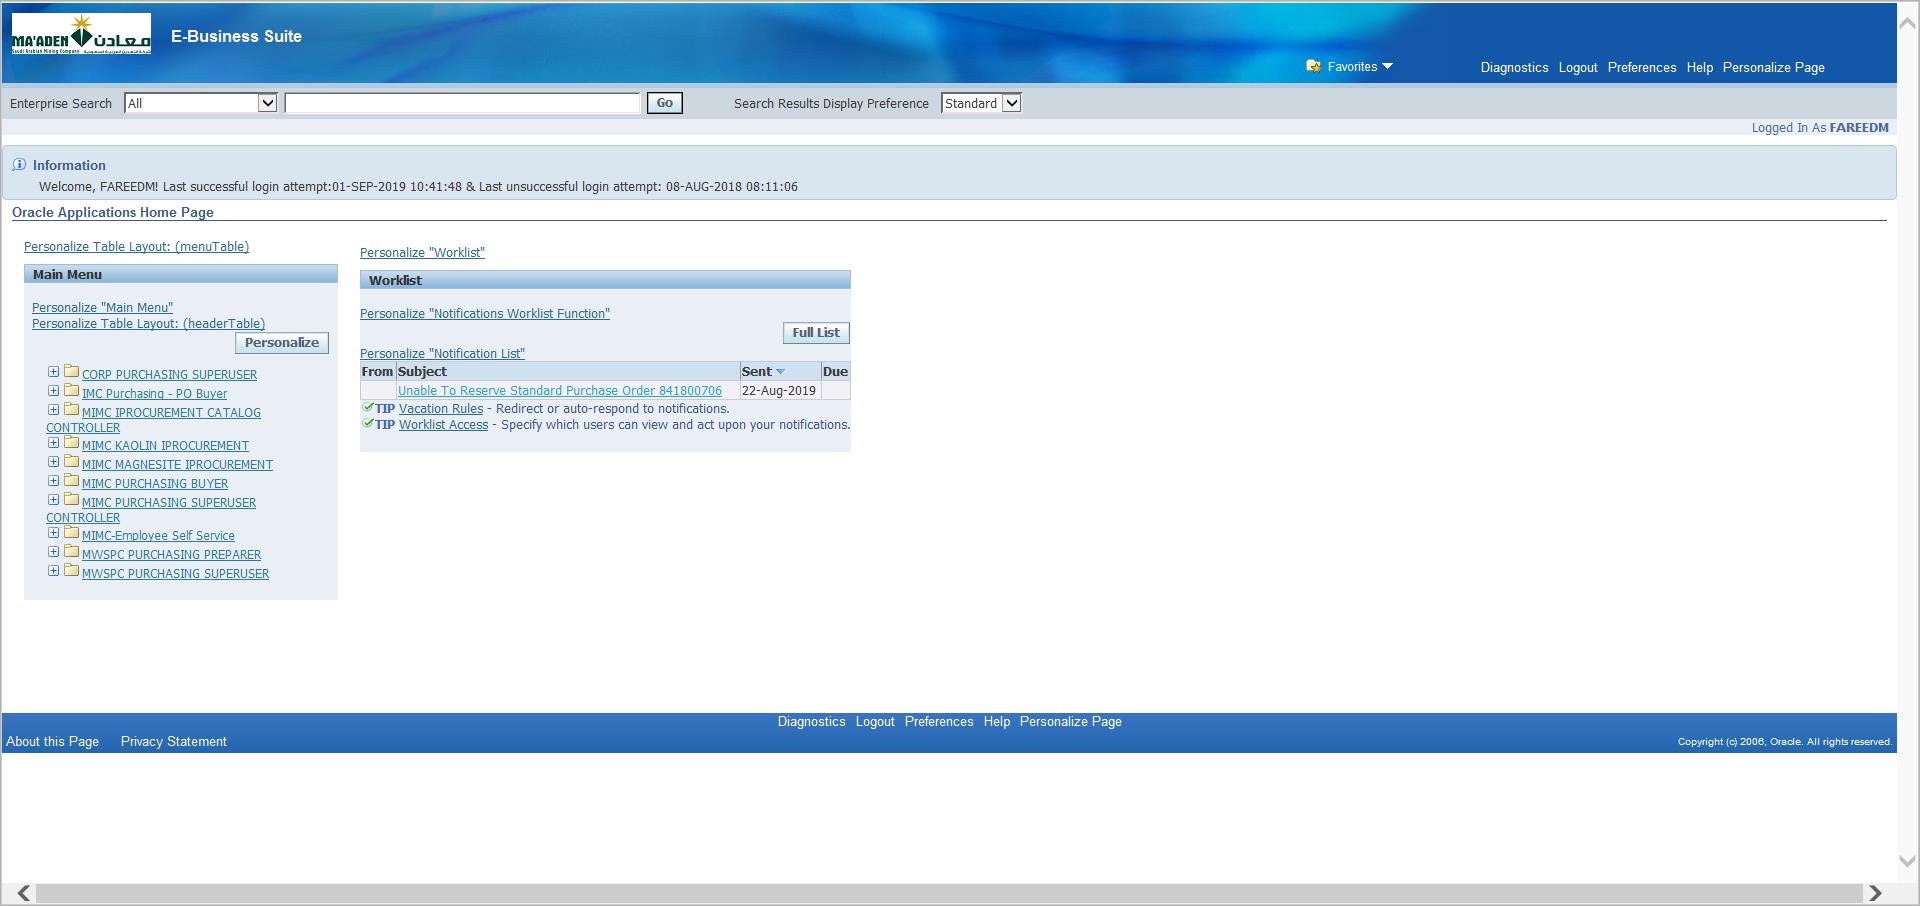 MA'ADEN معادن
Saudi Arabian Mining Company
E-Business Suite
Favorites
Diagnostics Logout Preferences Help Personalize Page
Enterprise Search All Go Search Results Display Preference Standard
Logged In As FAREEDM
Information
Welcome, FAREEDM! Last successful login attempt:01-SEP-2019 10:41:48 & Last unsuccessful login attempt: 08-AUG-2018 08:11:06
Oracle Applications Home Page
Personalize Table Layout: (menuTable)
Main Menu
Personalize "Main Menu"
Personalize Table Layout: (headerTable)
Personalize
CORP PURCHASING SUPERUSER
IMC Purchasing - PO Buyer
MIMC IPROCUREMENT CATALOG
CONTROLLER
MIMC KAOLIN IPROCUREMENT
MIMC MAGNESITE IPROCUREMENT
MIMC PURCHASING BUYER
MIMC PURCHASING SUPERUSER
CONTROLLER
MIMC-Employee Self Service
MWSPC PURCHASING PREPARER
MWSPC PURCHASING SUPERUSER
Personalize "Worklist"
Worklist
Personalize "Notifications Worklist Function"
Full List
Personalize "Notification List"
From Subject Sent Due
Unable To Reserve Standard Purchase Order 841800706 22-Aug-2019
TIP Vacation Rules - Redirect or auto-respond to notifications.
TIP Worklist Access - Specify which users can view and act upon your notifications.
Diagnostics Logout Preferences Help Personalize Page
About this Page Privacy Statement
Copyright (c) 2006, Oracle. All rights reserved.